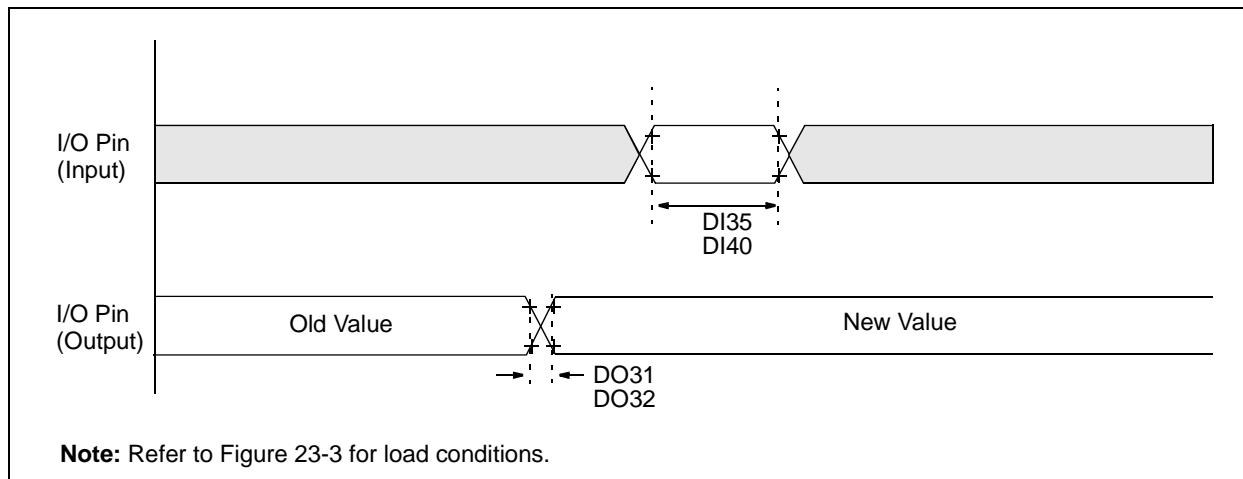 I/O Pin
(Input)
DI35
DI40
I/O Pin
(Output)
Old Value
New Value
DO31
DO32
Note: Refer to Figure 23-3 for load conditions.